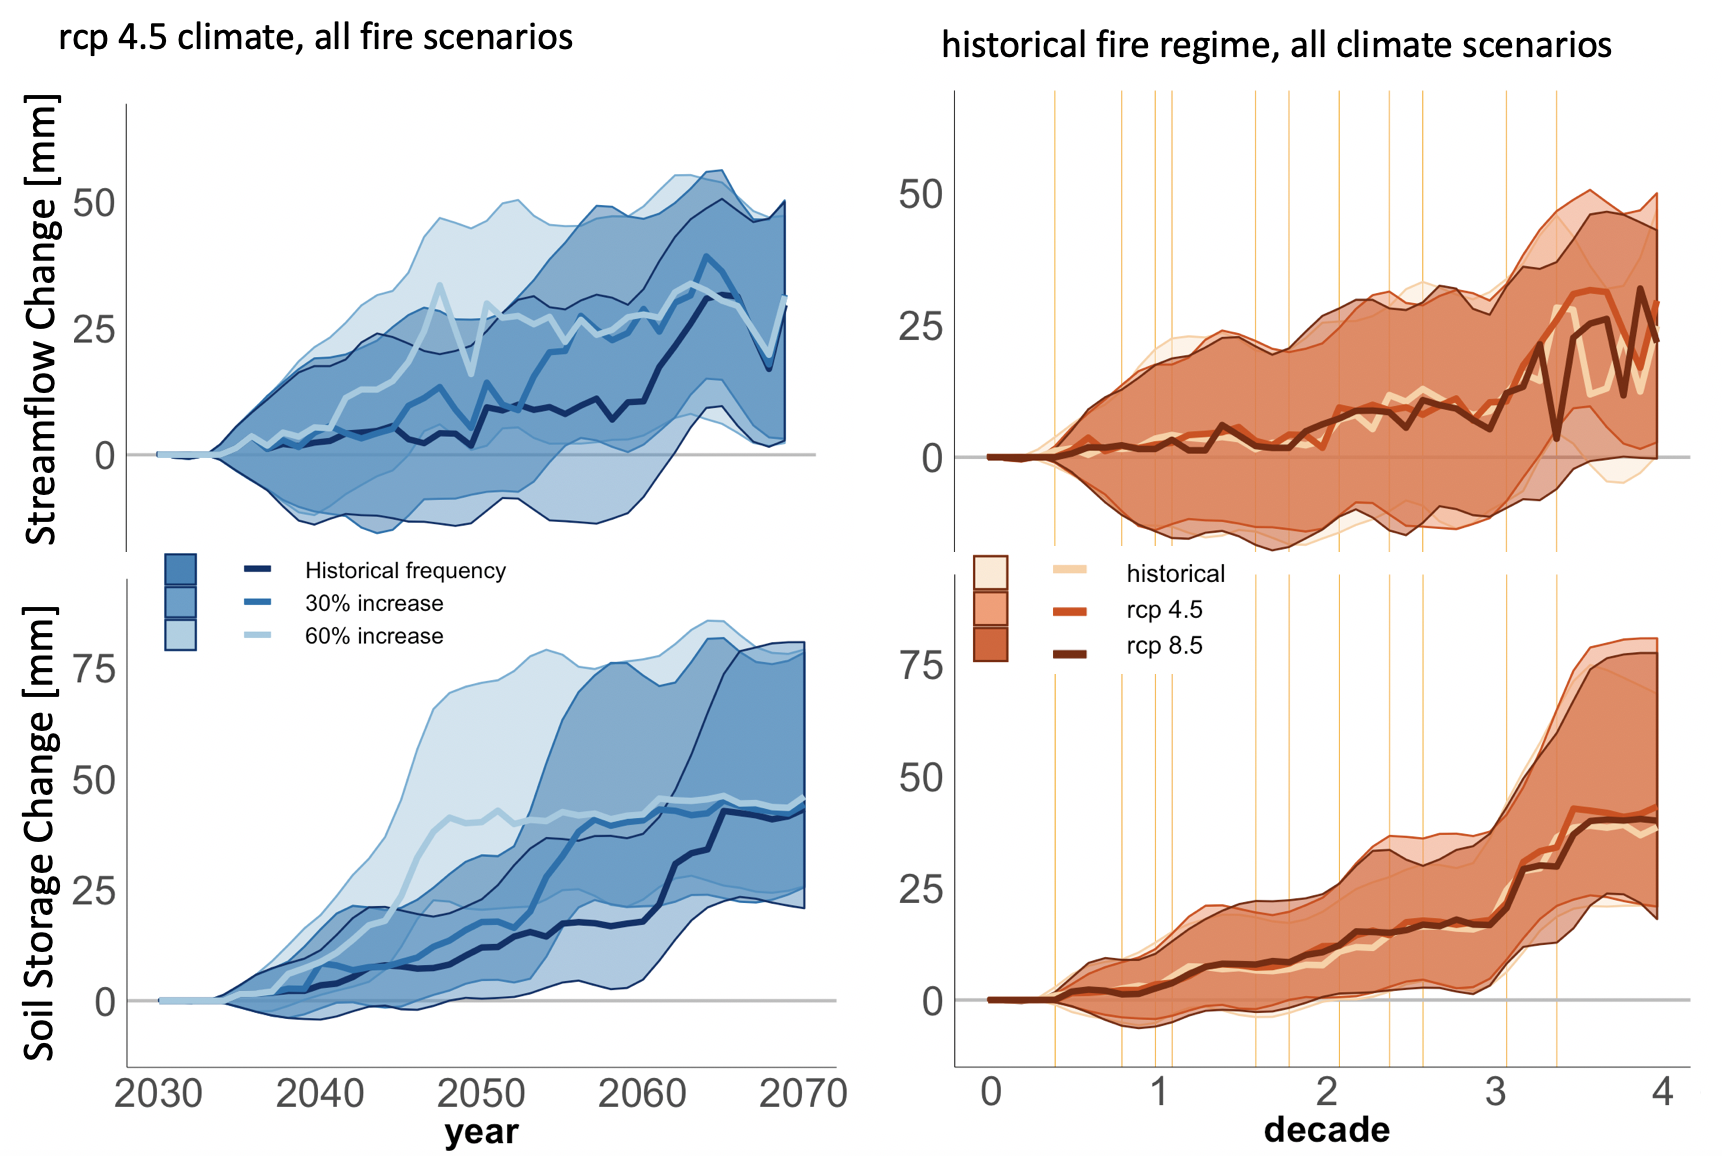 rcp 4.5 climate, all fire scenarios
historical fire regime, all climate scenarios
Streamflow Change [mm]
50
25
0
50
25
0
Historical frequency
30% increase
60% increase
historical
rcp 4.5
rcp 8.5
Soil Storage Change [mm]
75
50
25
0
75
50
25
0
2030 2040 2050 2060 2070
year
0 1 2 3 4
decade